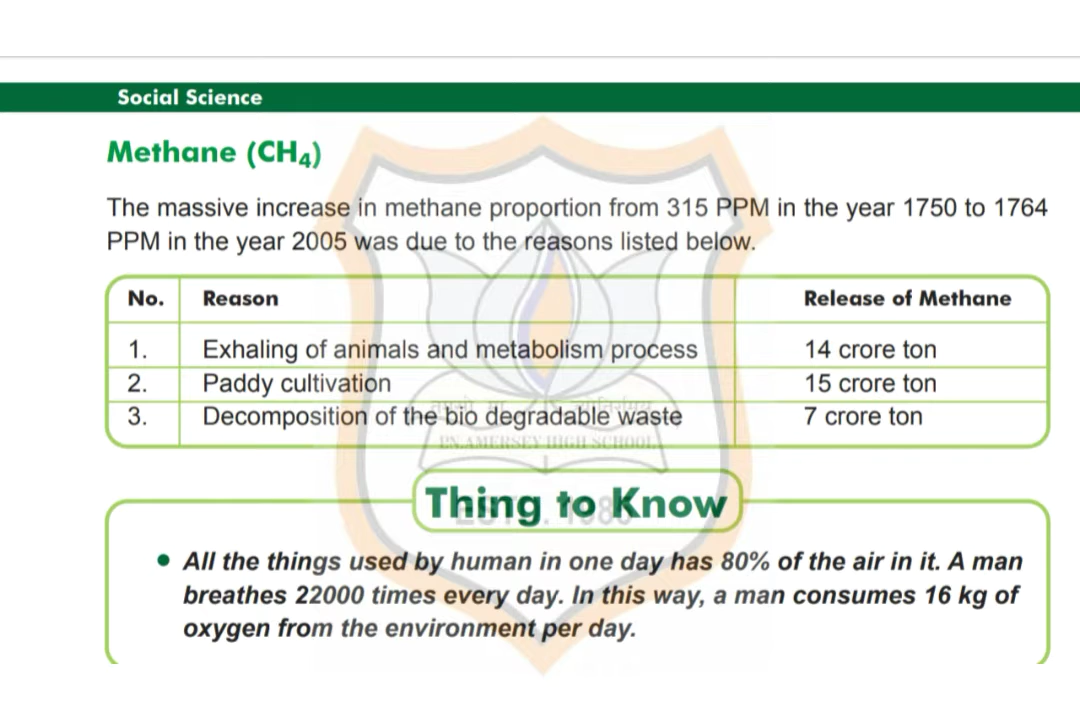 Social Science
Methane (CH₄)
The massive increase in methane proportion from 315 PPM in the year 1750 to 1764
PPM in the year 2005 was due to the reasons listed below.
No. Reason Release of Methane
1. Exhaling of animals and metabolism process 14 crore ton
2. Paddy cultivation 15 crore ton
3. Decomposition of the bio degradable waste 7 crore ton
P.N.AMERSEY HIGH SCHOOL
Thing to Know
• All the things used by human in one day has 80% of the air in it. A man
breathes 22000 times every day. In this way, a man consumes 16 kg of
oxygen from the environment per day.